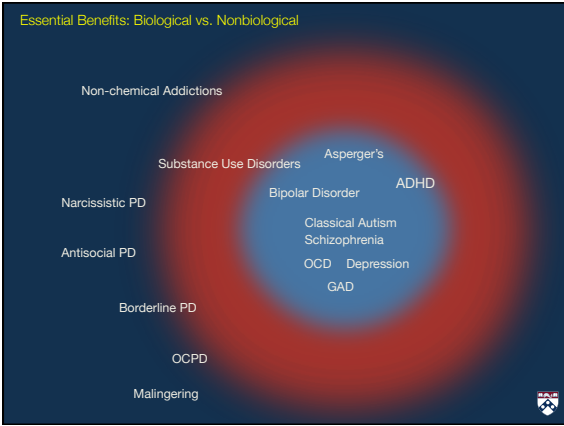 Essential Benefits: Biological vs. Nonbiological
Non-chemical Addictions
Asperger's
Substance Use Disorders
ADHD
Bipolar Disorder
Narcissistic PD
Classical Autism
Schizophrenia
Antisocial PD
OCD Depression
GAD
Borderline PD
OCPD
Malingering